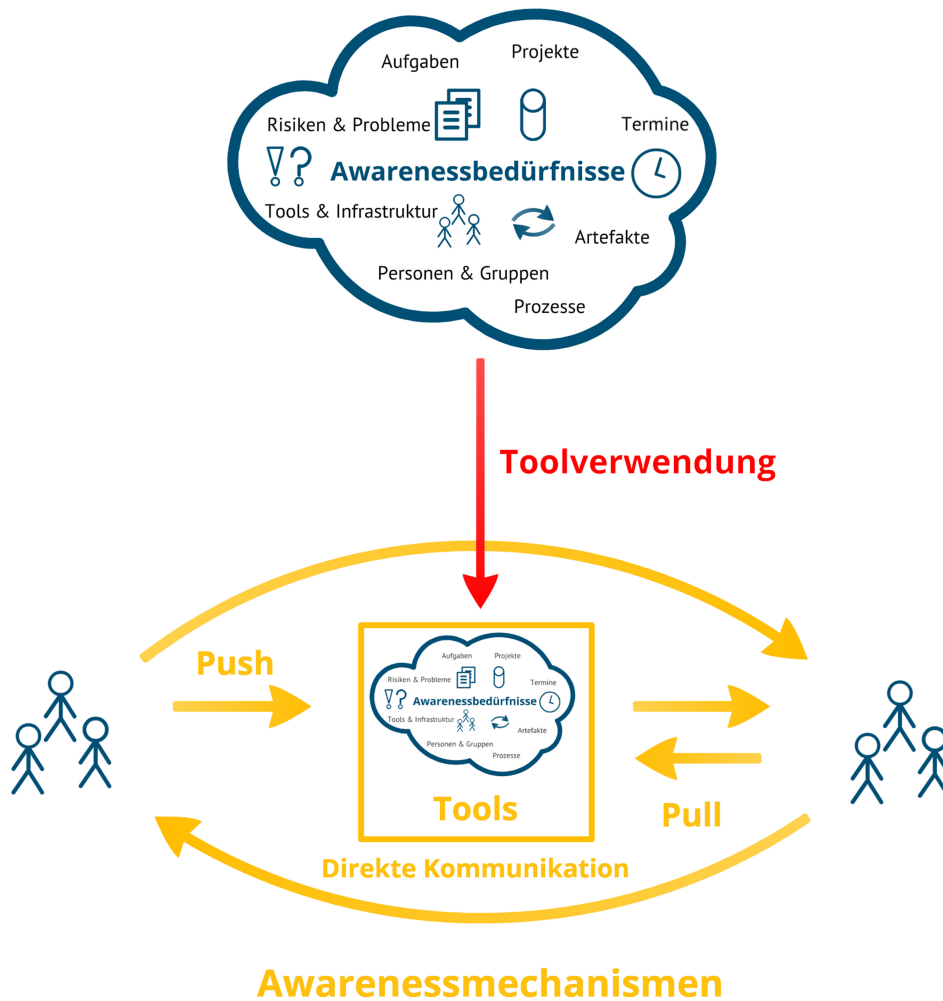 Aufgaben
Projekte
Risiken & Probleme
Termine
Awarenessbedürfnisse
Tools & Infrastruktur
Artefakte
Personen & Gruppen
Prozesse
Toolverwendung
Push
Aufgaben
Projekte
Risiken & Probleme
Termine
Awarenessbedürfnisse
Tools & Infrastruktur
Artefakte
Personen & Gruppen
Prozesse
Tools
Pull
Direkte Kommunikation
Awarenessmechanismen